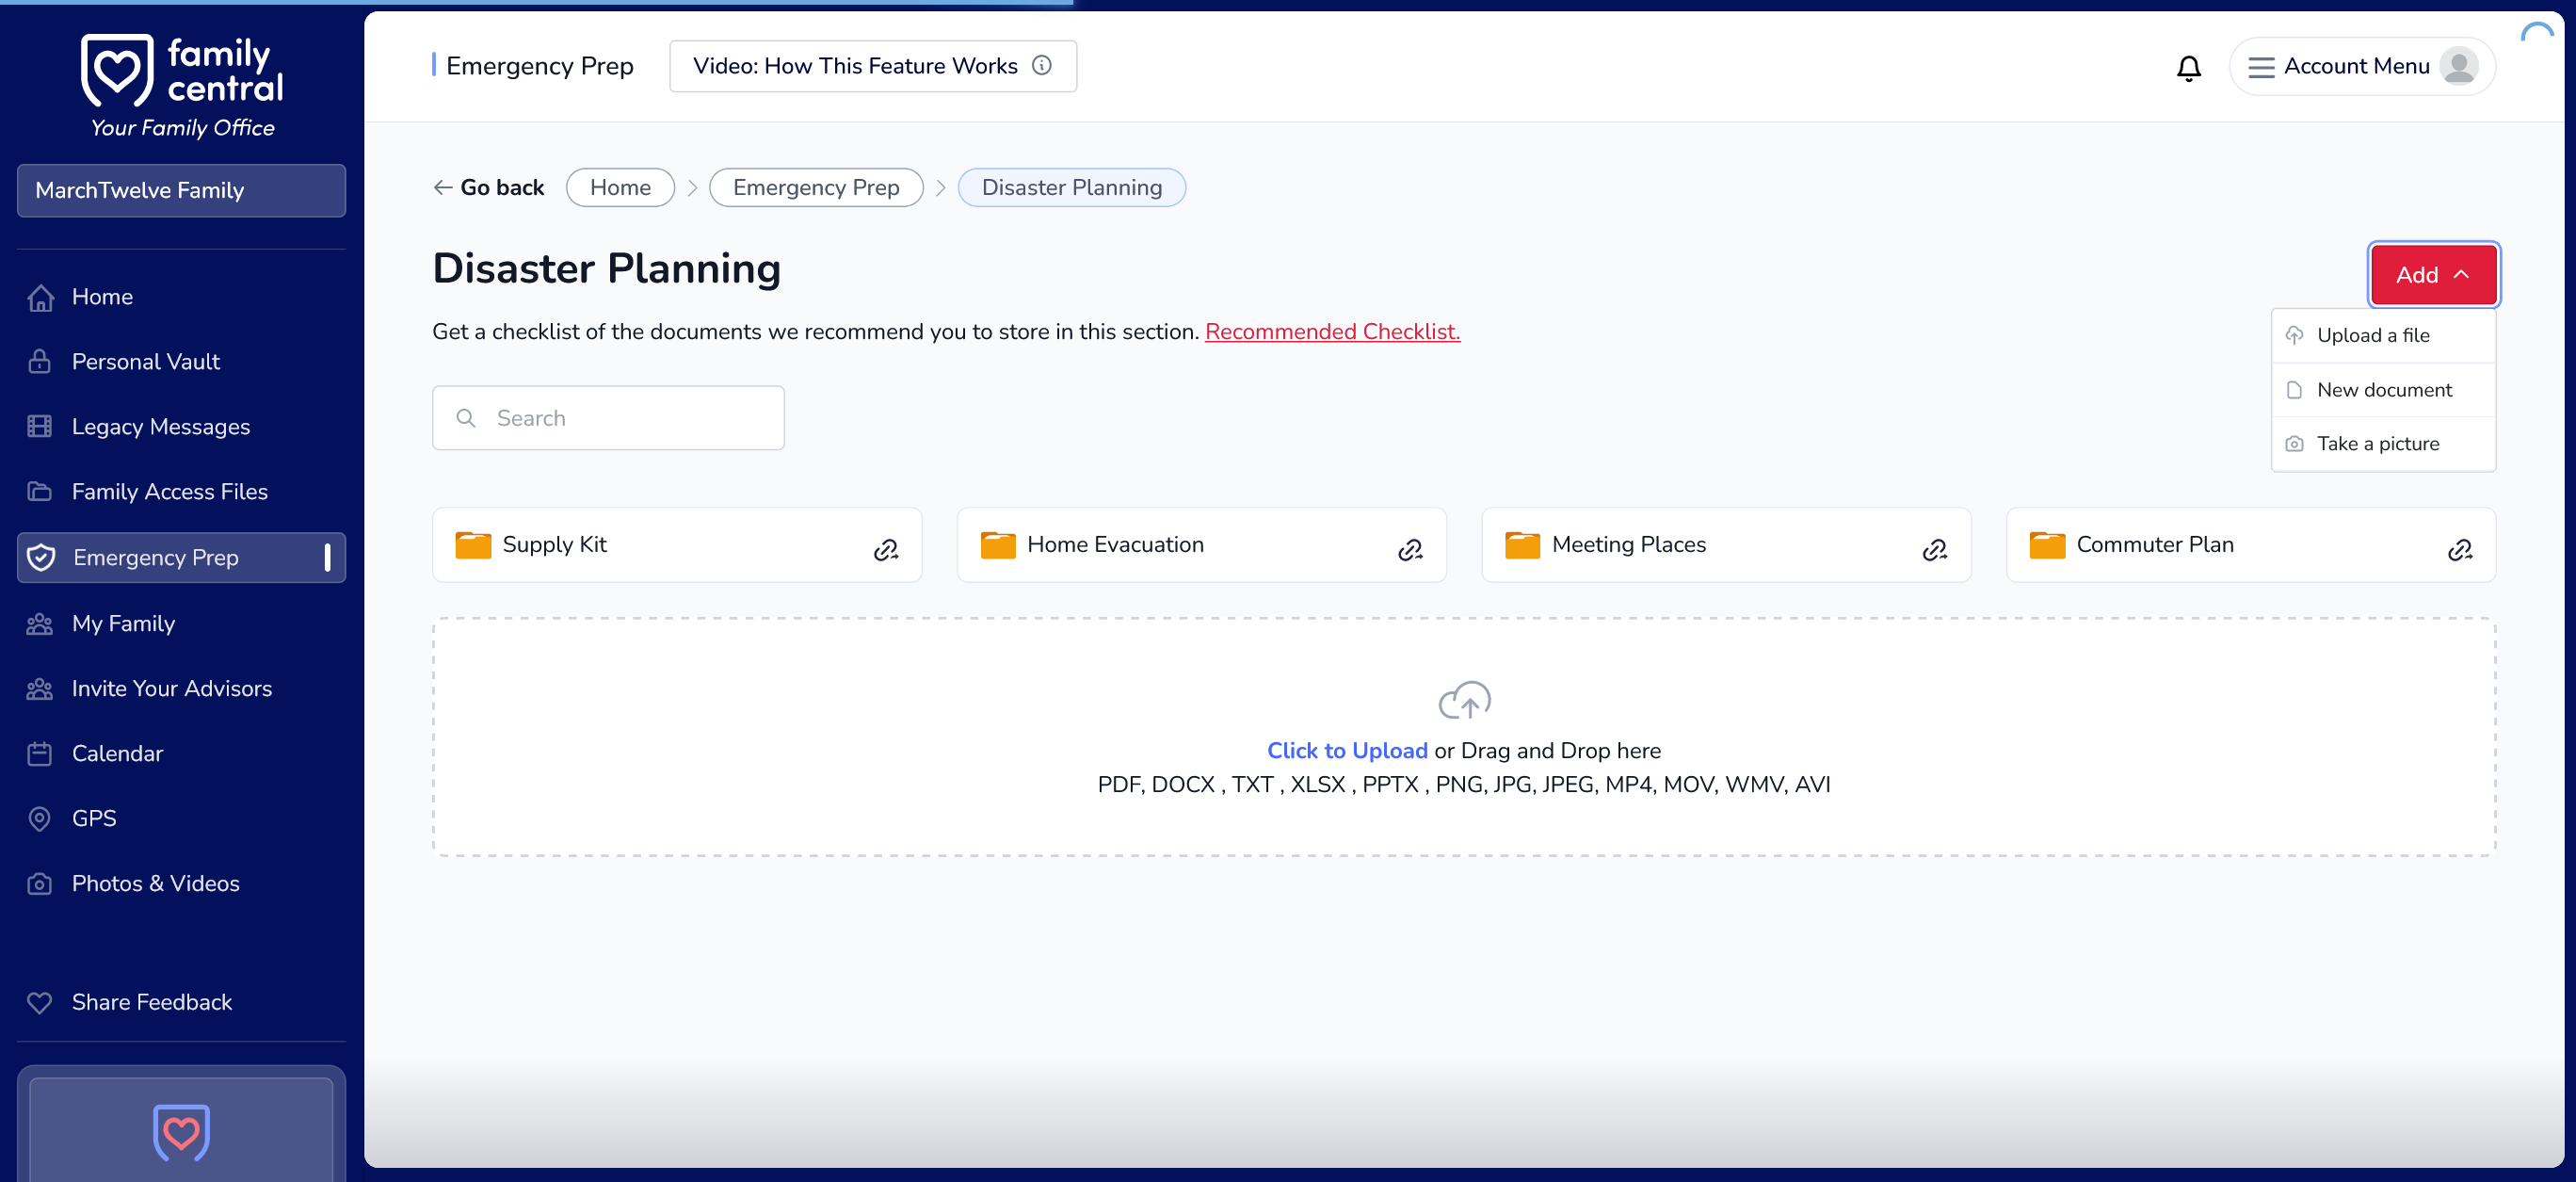 family
central
Your Family Office
MarchTwelve Family
Home
Personal Vault
Legacy Messages
Family Access Files
Emergency Prep
My Family
Invite Your Advisors
Calendar
GPS
Photos & Videos
Share Feedback
Emergency Prep
Video: How This Feature Works
Account Menu
Go back
Home
Emergency Prep
Disaster Planning
Disaster Planning
Add
Get a checklist of the documents we recommend you to store in this section. Recommended Checklist.
Upload a file
New document
Take a picture
Search
Supply Kit
Home Evacuation
Meeting Places
Commuter Plan
Click to Upload or Drag and Drop here
PDF, DOCX , TXT , XLSX , PPTX , PNG, JPG, JPEG, MP4, MOV, WMV, AVI